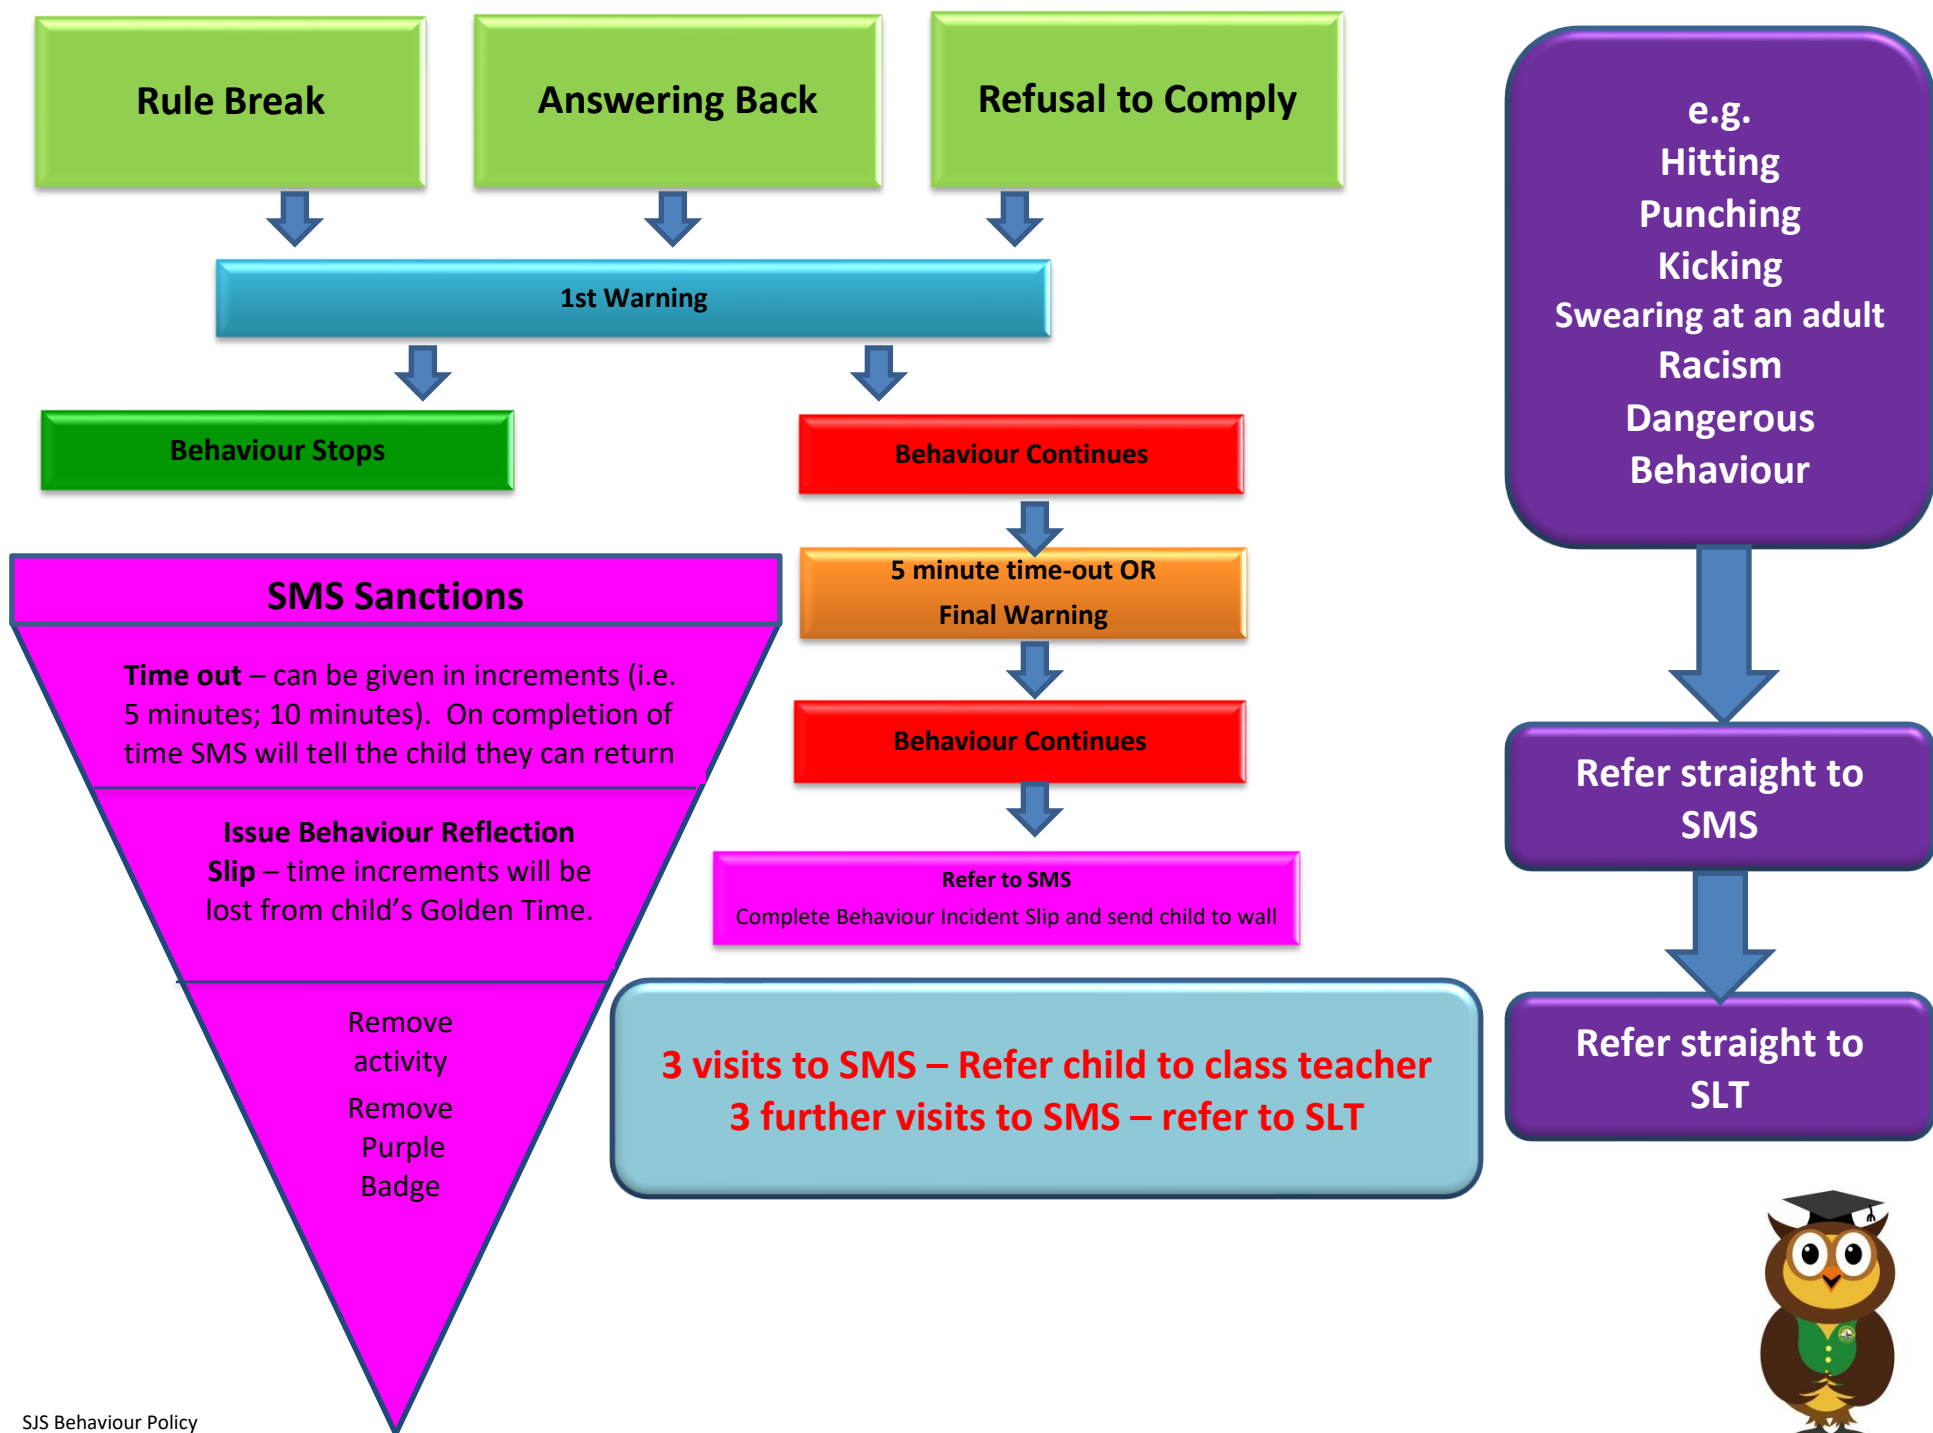 Rule Break
Answering Back
Refusal to Comply
1st Warning
Behaviour Stops
Behaviour Continues
5 minute time-out OR
Final Warning
Behaviour Continues
Refer to SMS
Complete Behaviour Incident Slip and send child to wall
SMS Sanctions
Time out – can be given in increments (i.e.
5 minutes; 10 minutes). On completion of
time SMS will tell the child they can return
Issue Behaviour Reflection
Slip – time increments will be
lost from child’s Golden Time.
Remove
activity
Remove
Purple
Badge
3 visits to SMS – Refer child to class teacher
3 further visits to SMS – refer to SLT
e.g.
Hitting
Punching
Kicking
Swearing at an adult
Racism
Dangerous
Behaviour
Refer straight to
SMS
Refer straight to
SLT
SJS Behaviour Policy